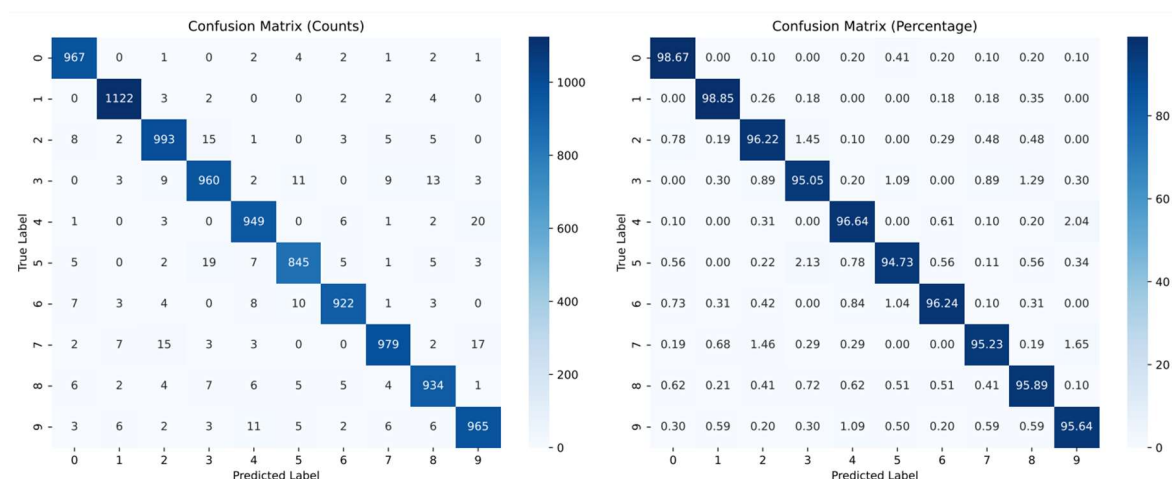 Confusion Matrix (Counts)
0 967 0 1 0 2 4 2 1 2 1
1 0 1122 3 2 0 0 2 2 4 0
2 8 2 993 15 1 0 3 5 5 0
3 0 3 9 960 2 11 0 9 13 3
4 1 0 3 0 949 0 6 1 2 20
5 5 0 2 19 7 845 5 1 5 3
6 7 3 4 0 8 10 922 1 3 0
7 2 7 15 3 3 0 0 979 2 17
8 6 2 4 7 6 5 5 4 934 1
9 3 6 2 3 11 5 2 6 6 965
0 1 2 3 4 5 6 7 8 9
True Label
Predicted Label
1000
800
600
400
200
0
Confusion Matrix (Percentage)
0 98.67 0.00 0.10 0.00 0.20 0.41 0.20 0.10 0.20 0.10
1 0.00 98.85 0.26 0.18 0.00 0.00 0.18 0.18 0.35 0.00
2 0.78 0.19 96.22 1.45 0.10 0.00 0.29 0.48 0.48 0.00
3 0.00 0.30 0.89 95.05 0.20 1.09 0.00 0.89 1.29 0.30
4 0.10 0.00 0.31 0.00 96.64 0.00 0.61 0.10 0.20 2.04
5 0.56 0.00 0.22 2.13 0.78 94.73 0.56 0.11 0.56 0.34
6 0.73 0.31 0.42 0.00 0.84 1.04 96.24 0.10 0.31 0.00
7 0.19 0.68 1.46 0.29 0.29 0.00 0.00 95.23 0.19 1.65
8 0.62 0.21 0.41 0.72 0.62 0.51 0.51 0.41 95.89 0.10
9 0.30 0.59 0.20 0.30 1.09 0.50 0.20 0.59 0.59 95.64
0 1 2 3 4 5 6 7 8 9
True Label
Predicted Label
80
60
40
20
0